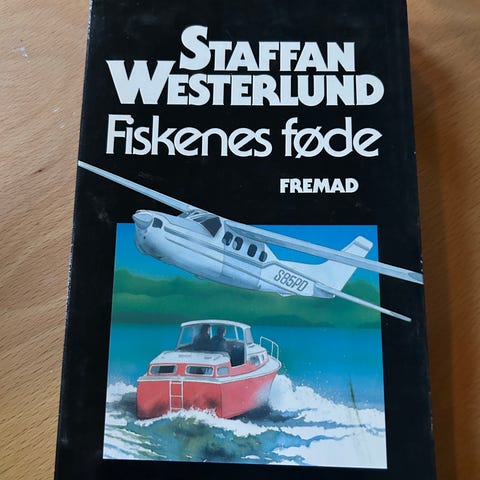 STAFFAN
WESTERLUND
Fiskenes føde
FREMAD
S85PD